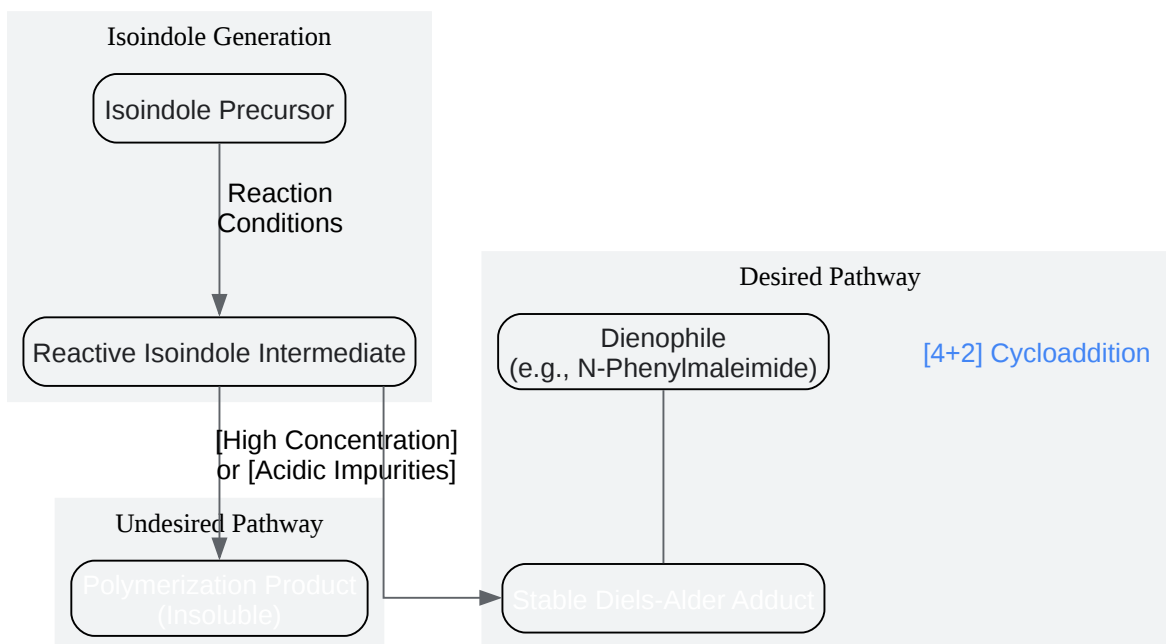 Isoindole Generation
Isoindole Precursor
Reaction
Conditions
Reactive Isoindole Intermediate
[High Concentration]
or [Acidic Impurities]
Undesired Pathway
Polymerization Product
(Insoluble)
Desired Pathway
Dienophile
(e.g., N-Phenylmaleimide)
[4+2] Cycloaddition
Stable Diels-Alder Adduct